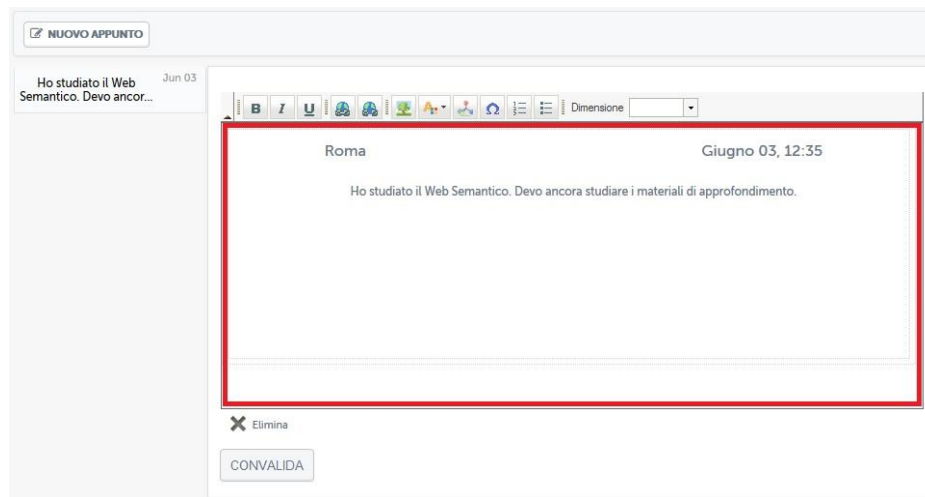 NUOVO APPUNTO
Ho studiato il Web Jun 03
Semantico. Devo ancor...
B I U A Ω Dimensione
Roma Giugno 03, 12:35
Ho studiato il Web Semantico. Devo ancora studiare i materiali di approfondimento.
Elimina
CONVALIDA